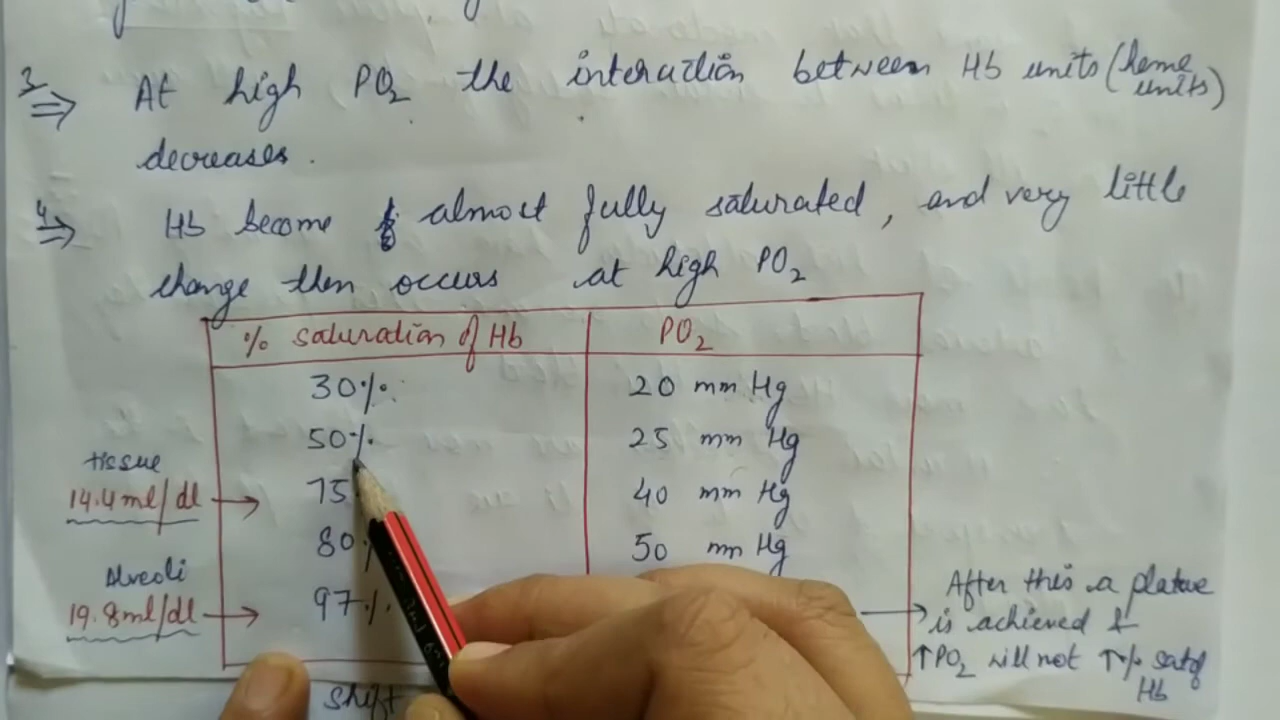 3 ⇒ At high PO2 the interaction between Hb units (heme units)
decreases.
4 ⇒ Hb become almost fully saturated, and very little
change then occurs at high PO2
% saturation of Hb PO2
30% 20 mm Hg
50% 25 mm Hg
tissue
14.4 ml/dl → 75 40 mm Hg
80% 50 mm Hg
Alveoli
19.8 ml/dl → 97%
→ After this a platue
is achieved &
↑PO2 will not ↑% sat of
Hb
shift